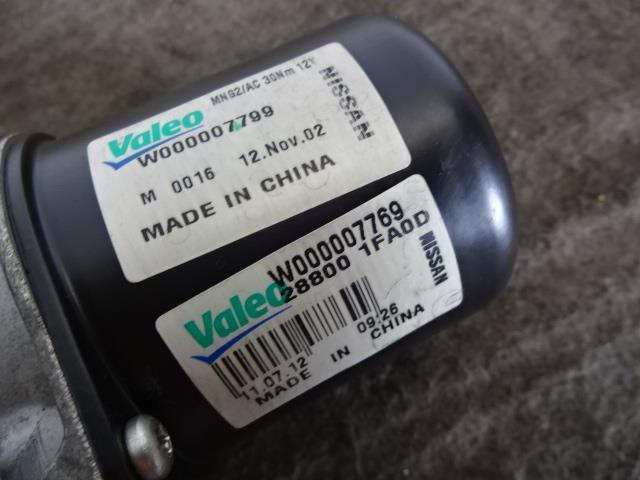 MNS2/AC 30Nm 12V
NISSAN
Valeo
W000007799
M 0016 12.Nov.02
MADE IN CHINA
W000007769
28800 1FA0D
NISSAN
Valeo
11.07.12 09:26
MADE IN CHINA